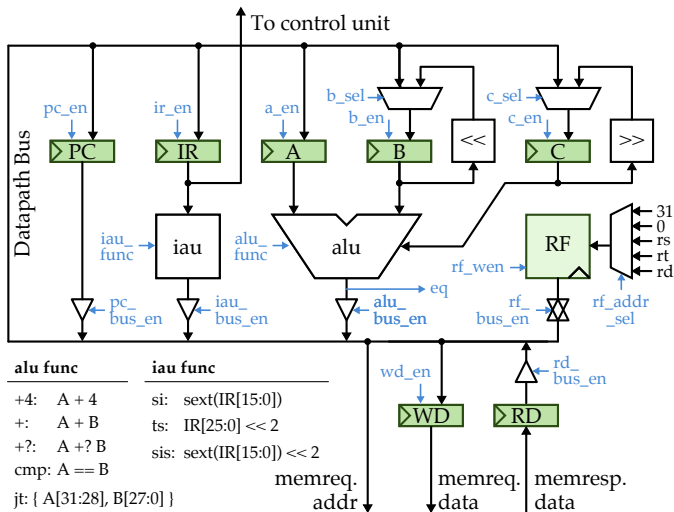 To control unit
Datapath Bus
pc_en
ir_en
a_en
b_sel
b_en
c_sel
c_en
PC
IR
A
B
<<
C
>>
iau_
func
iau
alu_
func
alu
rf_wen
RF
31
0
rs
rt
rd
rf_addr
_sel
pc_
bus_en
iau_
bus_en
eq
alu_
bus_en
rf_
bus_en
alu func
+4: A + 4
+: A + B
+?: A +? B
cmp: A == B
jt: { A[31:28], B[27:0] }
iau func
si: sext(IR[15:0])
ts: IR[25:0] << 2
sis: sext(IR[15:0]) << 2
wd_en
rd_
bus_en
WD
RD
memreq.
addr
memreq.
data
memresp.
data